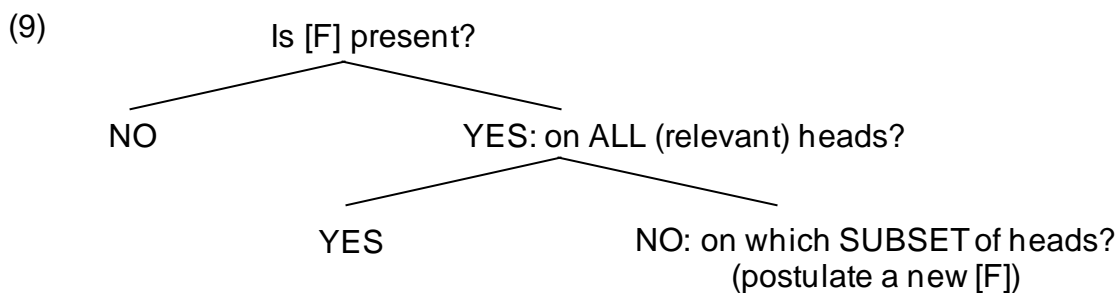 (9)
Is [F] present?
NO
YES: on ALL (relevant) heads?
YES
NO: on which SUBSET of heads?
(postulate a new [F])